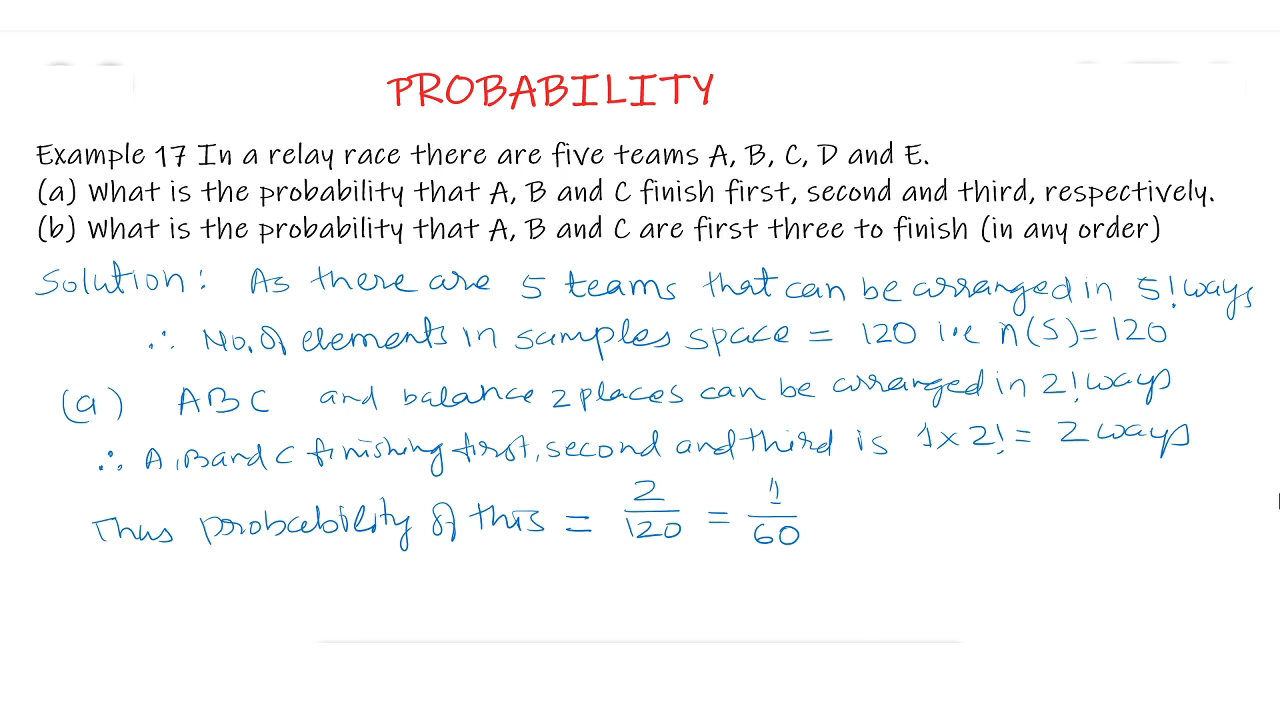 PROBABILITY
Example 17 In a relay race there are five teams A, B, C, D and E.
(a) What is the probability that A, B and C finish first, second and third, respectively.
(b) What is the probability that A, B and C are first three to finish (in any order)
Solution: As there are 5 teams that can be arranged in 5! ways
∴ No. of elements in samples space = 120 i.e n(S)= 120
(a) ABC and balance 2 places can be arranged in 2! ways
∴ A, B and C finishing first, second and third is 1 x 2! = 2 ways
Thus probability of this = 2/120 = 1/60